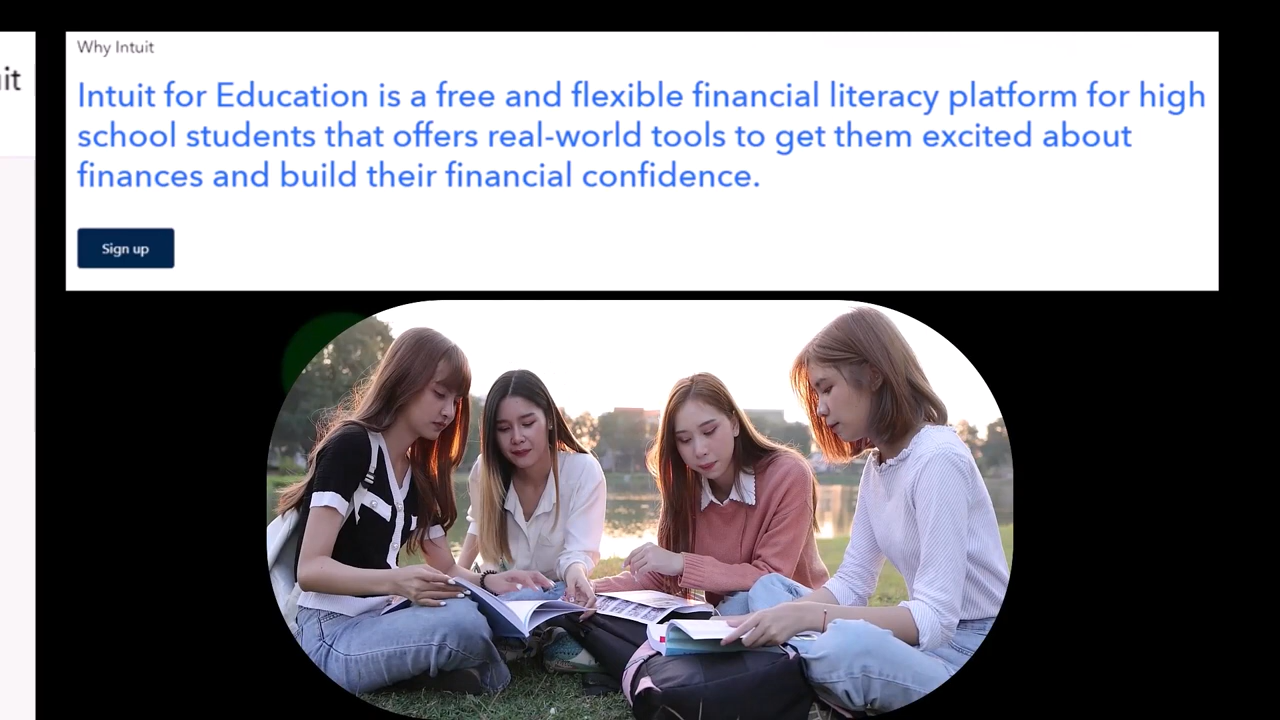 it
Why Intuit
Intuit for Education is a free and flexible financial literacy platform for high
school students that offers real-world tools to get them excited about
finances and build their financial confidence.
Sign up